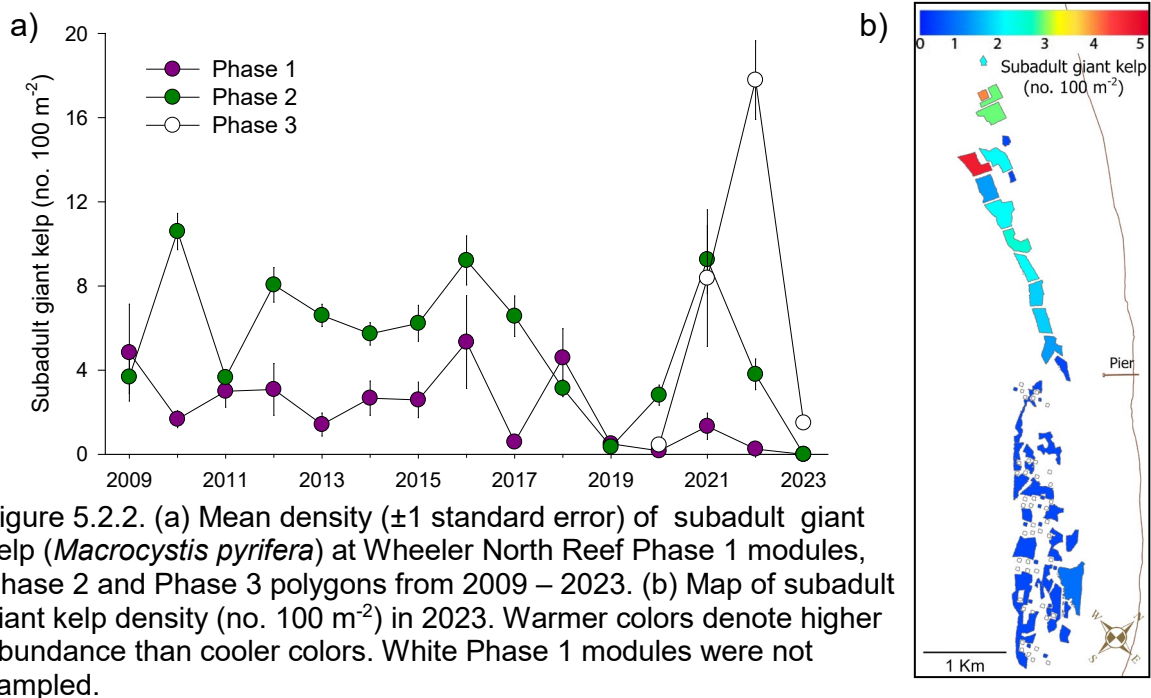 a)
20
16
12
8
4
0
Subadult giant kelp (no. 100 m-2)
Phase 1
Phase 2
Phase 3
2009 2011 2013 2015 2017 2019 2021 2023
igure 5.2.2. (a) Mean density (±1 standard error) of subadult giant
elp (Macrocystis pyrifera) at Wheeler North Reef Phase 1 modules,
hase 2 and Phase 3 polygons from 2009 – 2023. (b) Map of subadult
iant kelp density (no. 100 m-2) in 2023. Warmer colors denote higher
bundance than cooler colors. White Phase 1 modules were not
ampled.
b)
0 1 2 3 4 5
Subadult giant kelp
(no. 100 m-2)
Pier
W N
S E
1 Km